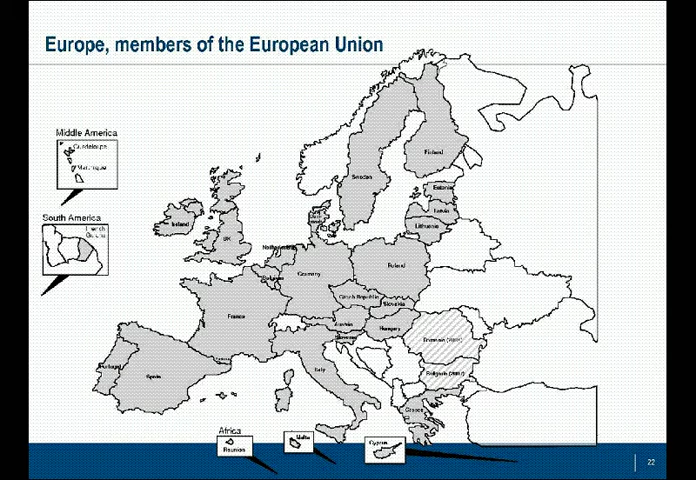 Europe, members of the European Union
Middle America
Guadeloupe
Martinique
South America
French
Guiana
Finland
Sweden
Estonia
Latvia
Lithuania
Ireland
UK
Netherlands
Belgium
Germany
Poland
Czech Republic
Slovakia
France
Austria
Hungary
Slovenia
Romania (2007)
Bulgaria (2007)
Portugal
Spain
Italy
Greece
Africa
Reunion
Malta
Cyprus
22